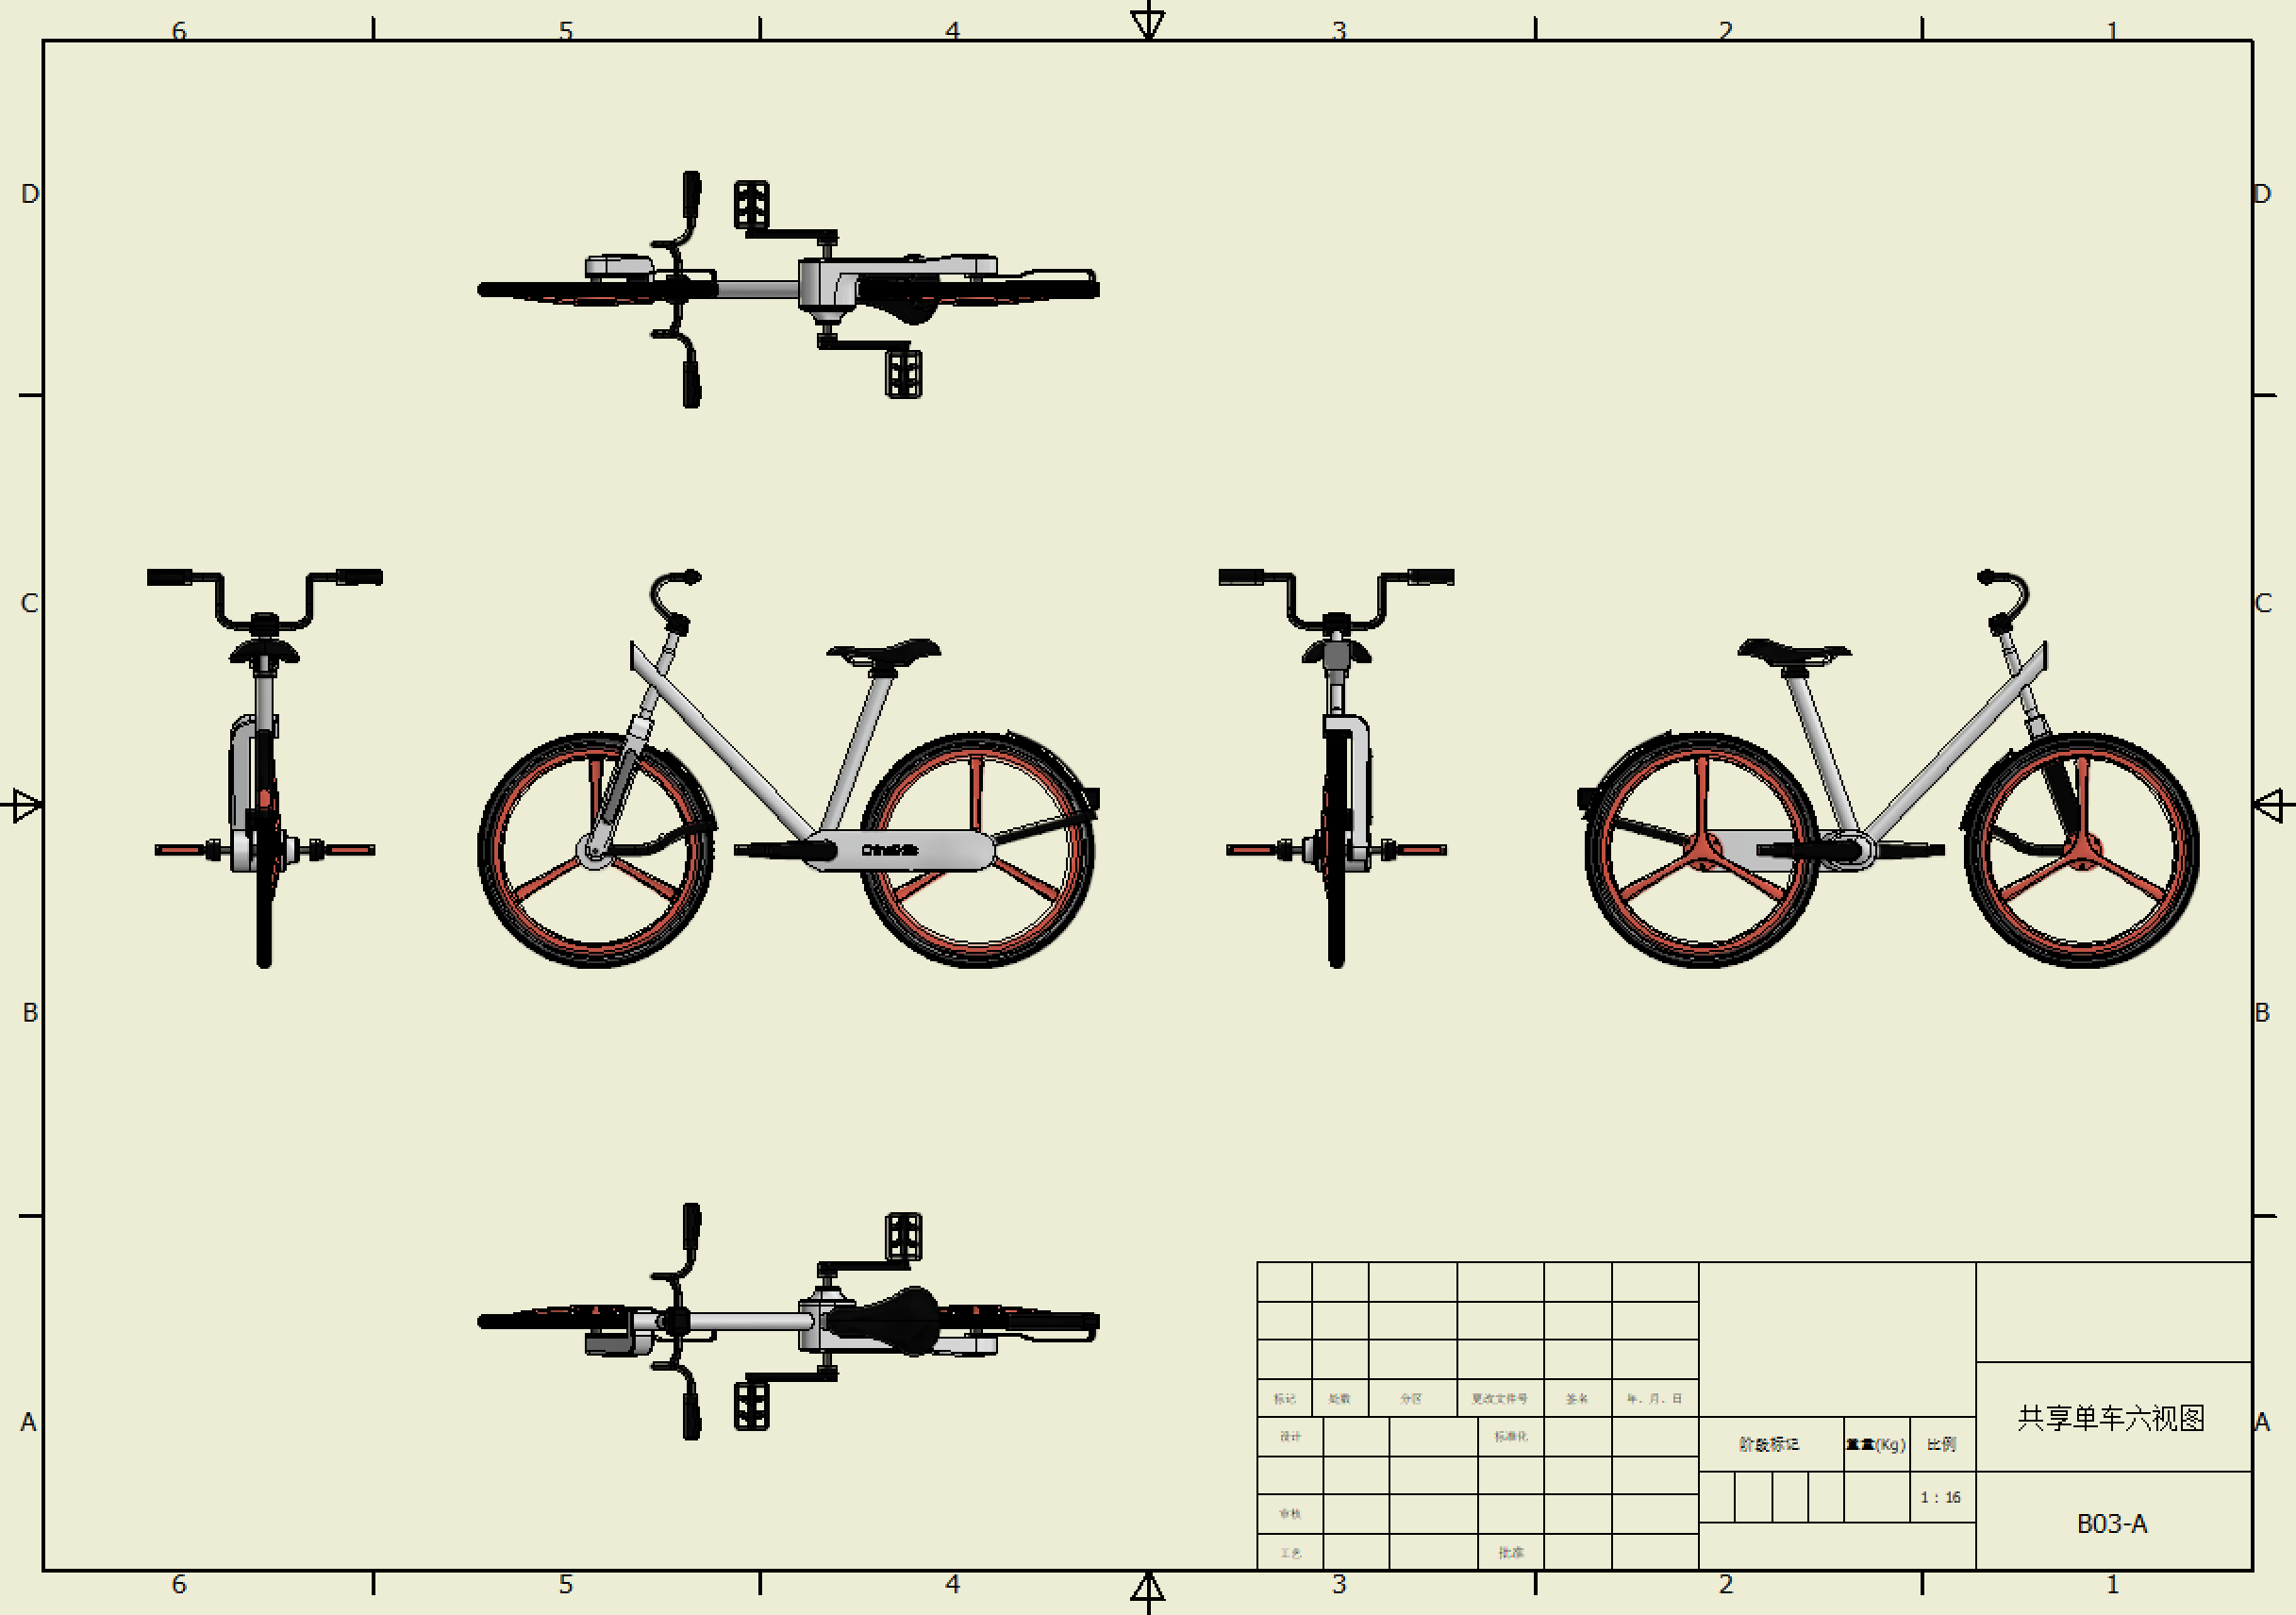 6 5 4 3 2 1
D D
C C
ChinaSkills
B B
标记 处数 分区 更改文件号 签名 年.月.日
设计 标准化
阶段标记 重量(Kg) 比例
共享单车六视图
A A
1:16
审核
B03-A
工艺 批准
6 5 4 3 2 1